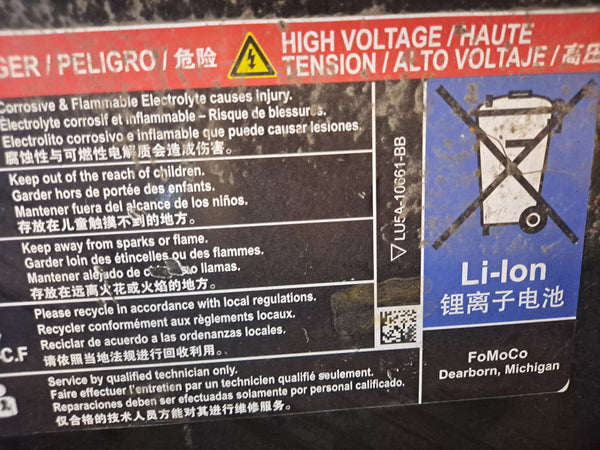 GER / PELIGRO / 危险
HIGH VOLTAGE / HAUTE
TENSION / ALTO VOLTAJE / 高压
Corrosive & Flammable Electrolyte causes injury.
Électrolyte corrosif et inflammable – Risque de blessures.
Electrolito corrosivo e inflamable que puede causar lesiones.
腐蚀性与可燃性电解质会造成伤害。
Keep out of the reach of children.
Garder hors de portée des enfants.
Mantener fuera del alcance de los niños.
存放在儿童触摸不到的地方。
Keep away from sparks or flame.
Garder loin des étincelles ou des flammes.
Mantener alejado de o llamas.
存放在远离火花或火焰的地方。
Please recycle in accordance with local regulations.
Recycler conformément aux règlements locaux.
Reciclar de acuerdo a las ordenanzas locales.
请依照当地法规进行回收利用。
C.F
Service by qualified technician only.
Faire effectuer l'entretien par un technicien qualifié seulement.
Reparaciones deben ser efectuadas solamente por personal calificado.
仅合格的技术人员方能对其进行维修服务。
LU5A-10C661-BB
Li-Ion
锂离子电池
FoMoCo
Dearborn, Michigan